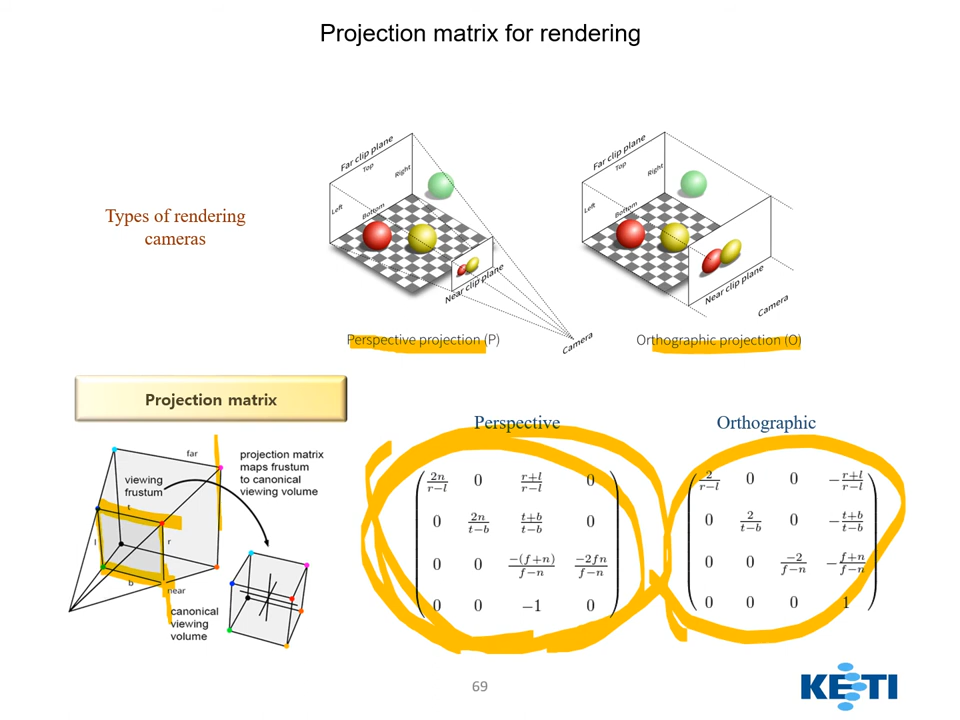 Projection matrix for rendering
Types of rendering
cameras
Far clip plane
Top
Right
Left
Bottom
Near clip plane
Camera
Perspective projection (P)
Far clip plane
Top
Right
Left
Bottom
Near clip plane
Camera
Orthographic projection (O)
Projection matrix
far
viewing
frustum
projection matrix
maps frustum
to canonical
viewing volume
t
l
r
b
near
canonical
viewing
volume
Perspective
2n/r−l 0 r+l/r−l 0
0 2n/t−b t+b/t−b 0
0 0 −(f+n)/f−n −2fn/f−n
0 0 −1 0
Orthographic
2/r−l 0 0 −r+l/r−l
0 2/t−b 0 −t+b/t−b
0 0 −2/f−n −f+n/f−n
0 0 0 1
69
KETI